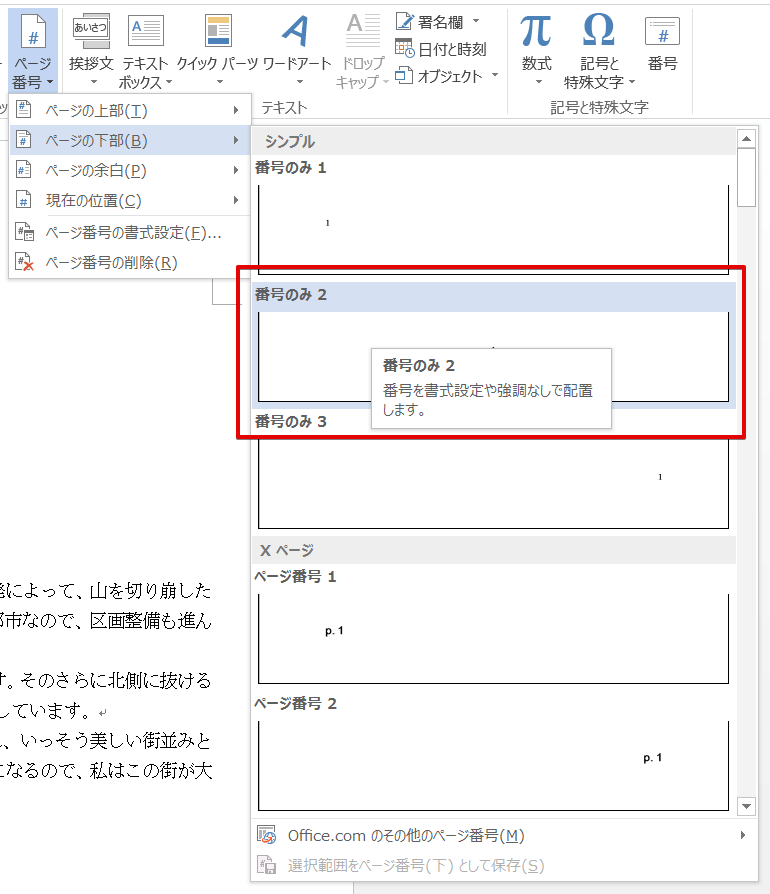 ページ
番号
あいさつ
挨拶文
テキスト
ボックス
クイック パーツ
ワードアート
ドロップ
キャップ
署名欄
日付と時刻
オブジェクト
テキスト
数式
記号と
特殊文字
番号
記号と特殊文字
ページの上部(T)
ページの下部(B)
ページの余白(P)
現在の位置(C)
ページ番号の書式設定(F)...
ページ番号の削除(R)
シンプル
番号のみ 1
1
番号のみ 2
番号のみ 2
番号を書式設定や強調なしで配置
します。
番号のみ 3
1
X ページ
ページ番号 1
p. 1
ページ番号 2
p. 1
Office.com のその他のページ番号(M)
選択範囲をページ番号(下) として保存(S)
によって、山を切り崩した
市なので、区画整備も進ん
す。そのさらに北側に抜ける
しています。
、いっそう美しい街並みと
になるので、私はこの街が大